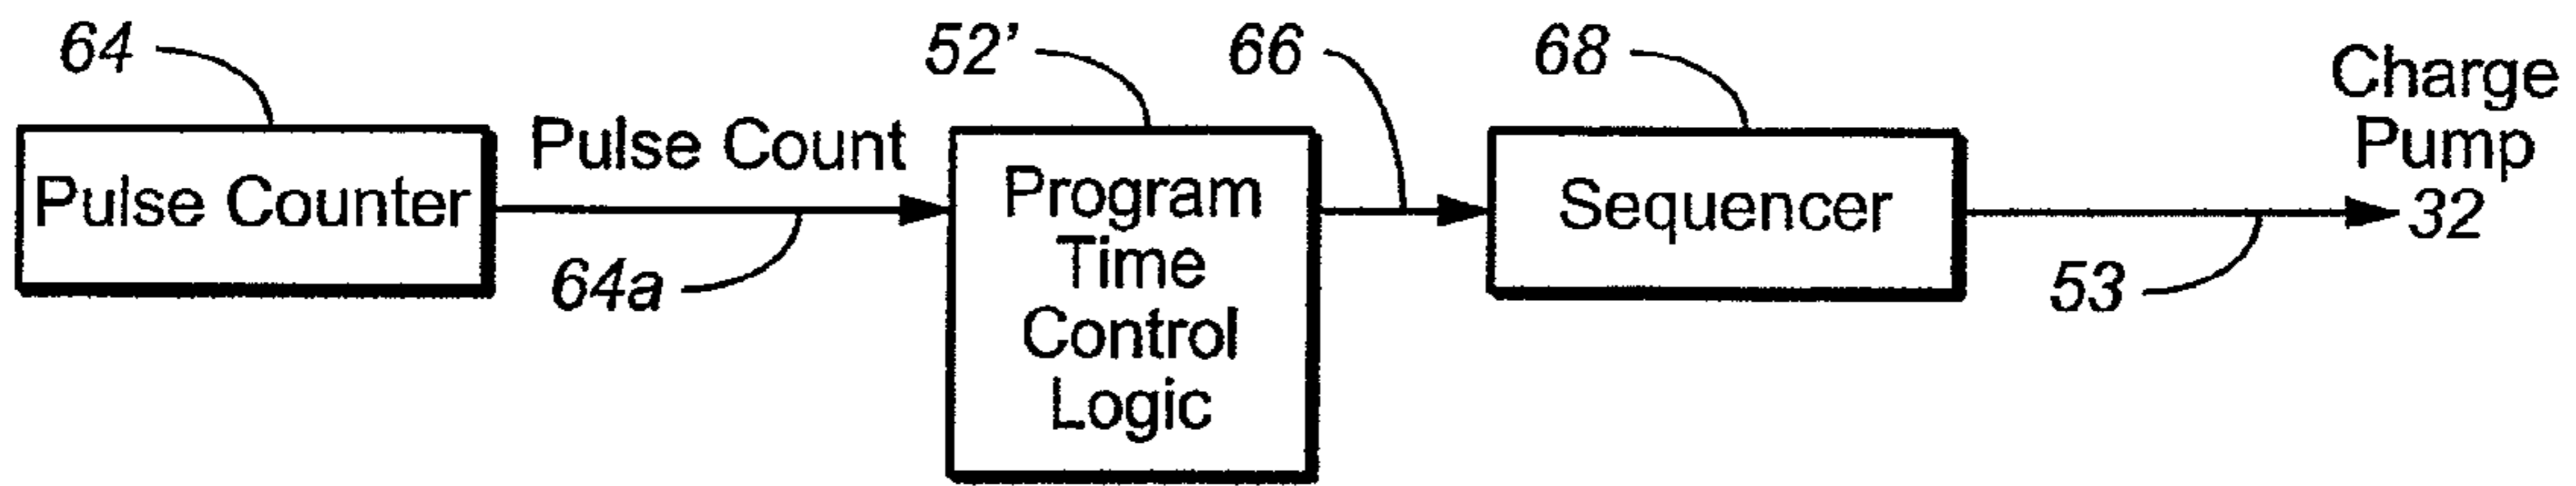 64
52’
66
68
Charge
Pump
32
Pulse Counter
Pulse Count
64a
Program
Time
Control
Logic
Sequencer
53